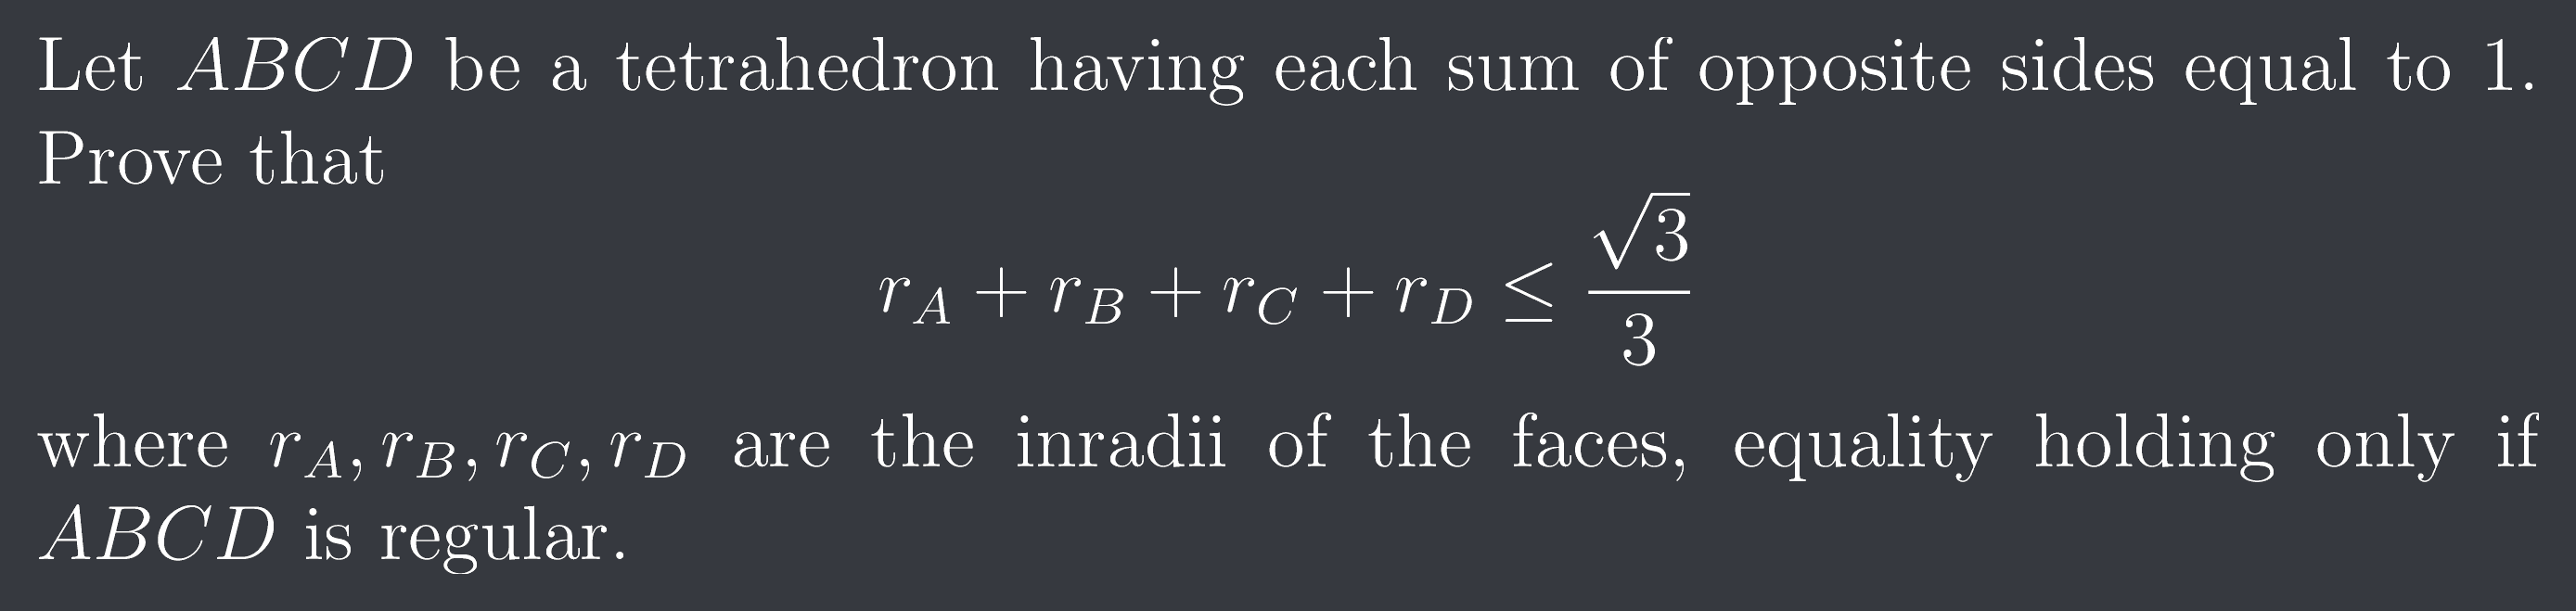 Let ABCD be a tetrahedron having each sum of opposite sides equal to 1.
Prove that
r_A + r_B + r_C + r_D ≤ √3/3
where r_A, r_B, r_C, r_D are the inradii of the faces, equality holding only if
ABCD is regular.